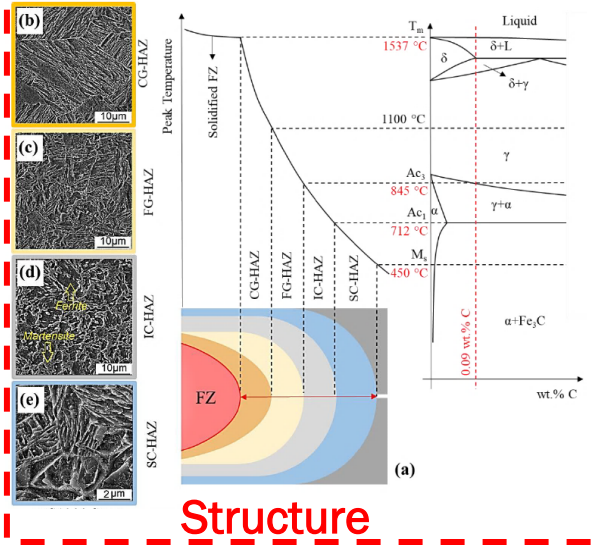 (b)
10μm
CG-HAZ
(c)
10μm
FG-HAZ
(d)
Ferrite
Martensite
10μm
IC-HAZ
(e)
2μm
SC-HAZ
Peak Temperature
Solidified FZ
CG-HAZ
FG-HAZ
IC-HAZ
SC-HAZ
FZ
(a)
Tm
1537 °C
1100 °C
Ac3
845 °C
Ac1
712 °C
Ms
450 °C
Liquid
δ+L
δ
δ+γ
γ
γ+α
α
α+Fe3C
0.09 wt.% C
wt.% C
Structure